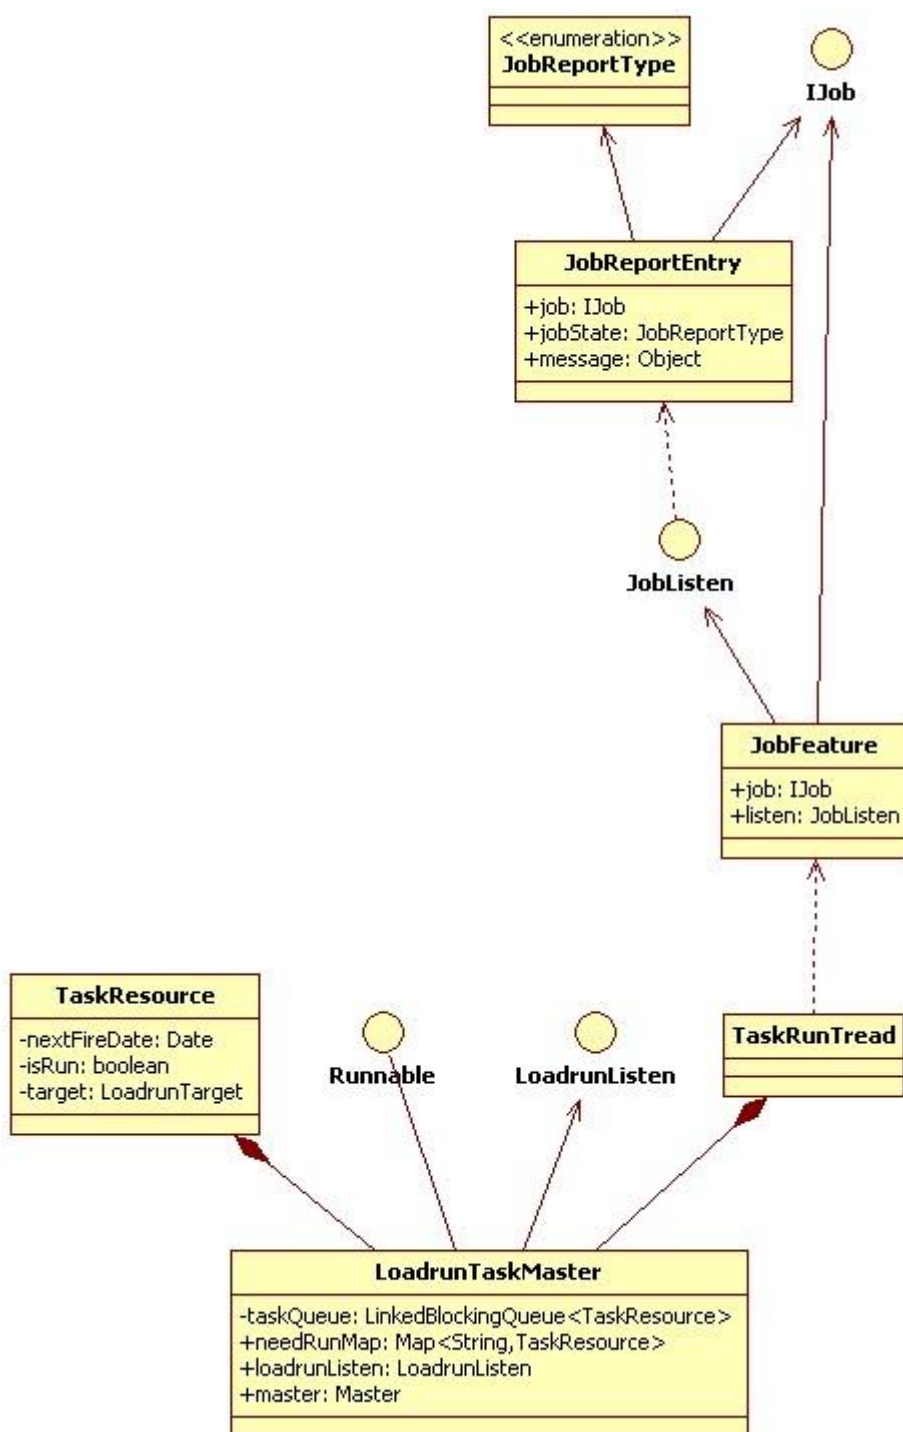 <<enumeration>>
JobReportType
IJob
JobReportEntry
+job: IJob
+jobState: JobReportType
+message: Object
JobListen
JobFeature
+job: IJob
+listen: JobListen
TaskResource
-nextFireDate: Date
-isRun: boolean
-target: LoadrunTarget
Runnable
LoadrunListen
TaskRunTread
LoadrunTaskMaster
-taskQueue: LinkedBlockingQueue<TaskResource>
+needRunMap: Map<String,TaskResource>
+loadrunListen: LoadrunListen
+master: Master